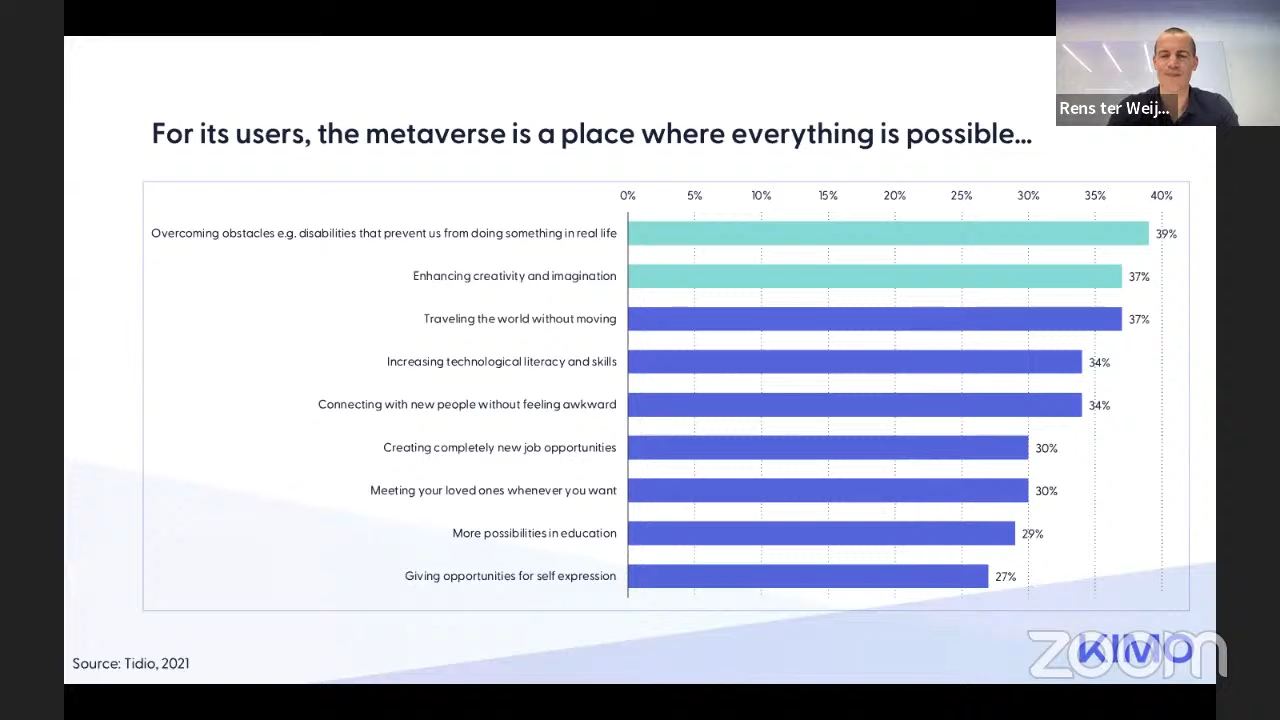 Rens ter Weij...
For its users, the metaverse is a place where everything is possible...
0% 5% 10% 15% 20% 25% 30% 35% 40%
Overcoming obstacles e.g. disabilities that prevent us from doing something in real life 39%
Enhancing creativity and imagination 37%
Traveling the world without moving 37%
Increasing technological literacy and skills 34%
Connecting with new people without feeling awkward 34%
Creating completely new job opportunities 30%
Meeting your loved ones whenever you want 30%
More possibilities in education 29%
Giving opportunities for self expression 27%
Source: Tidio, 2021
KIMO
zoom